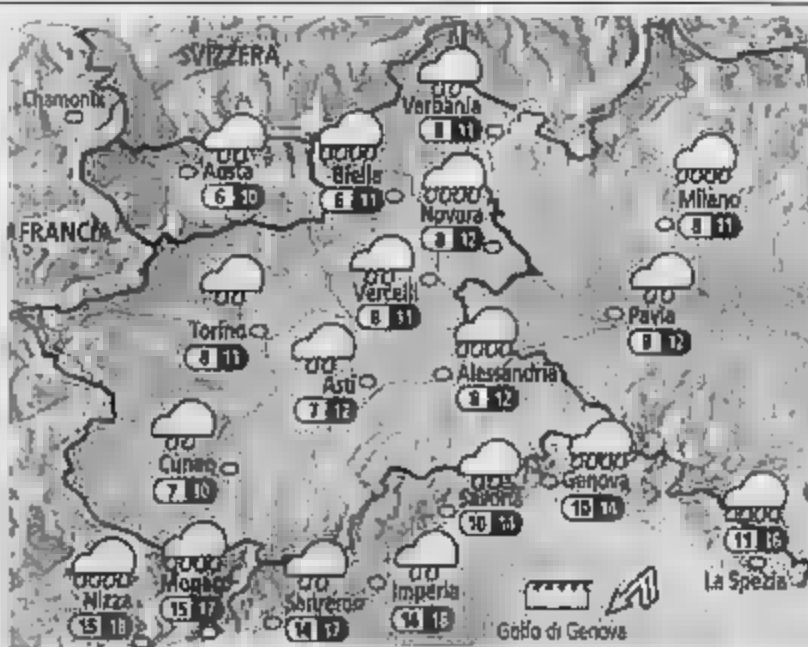 SVIZZERA
Chamonix
Verbania
8 11
Aosta
6 10
Biella
6 11
Milano
8 11
Novara
8 12
FRANCIA
Vercelli
8 11
Pavia
12
Torino
8 11
Alessandria
12
Asti
7 12
Cuneo
7 10
Savona
10 14
Genova
10 14
11 16
La Spezia
Nizza
15 18
Monaco
15 17
Sanremo
14 17
Imperia
14
Golfo di Genova